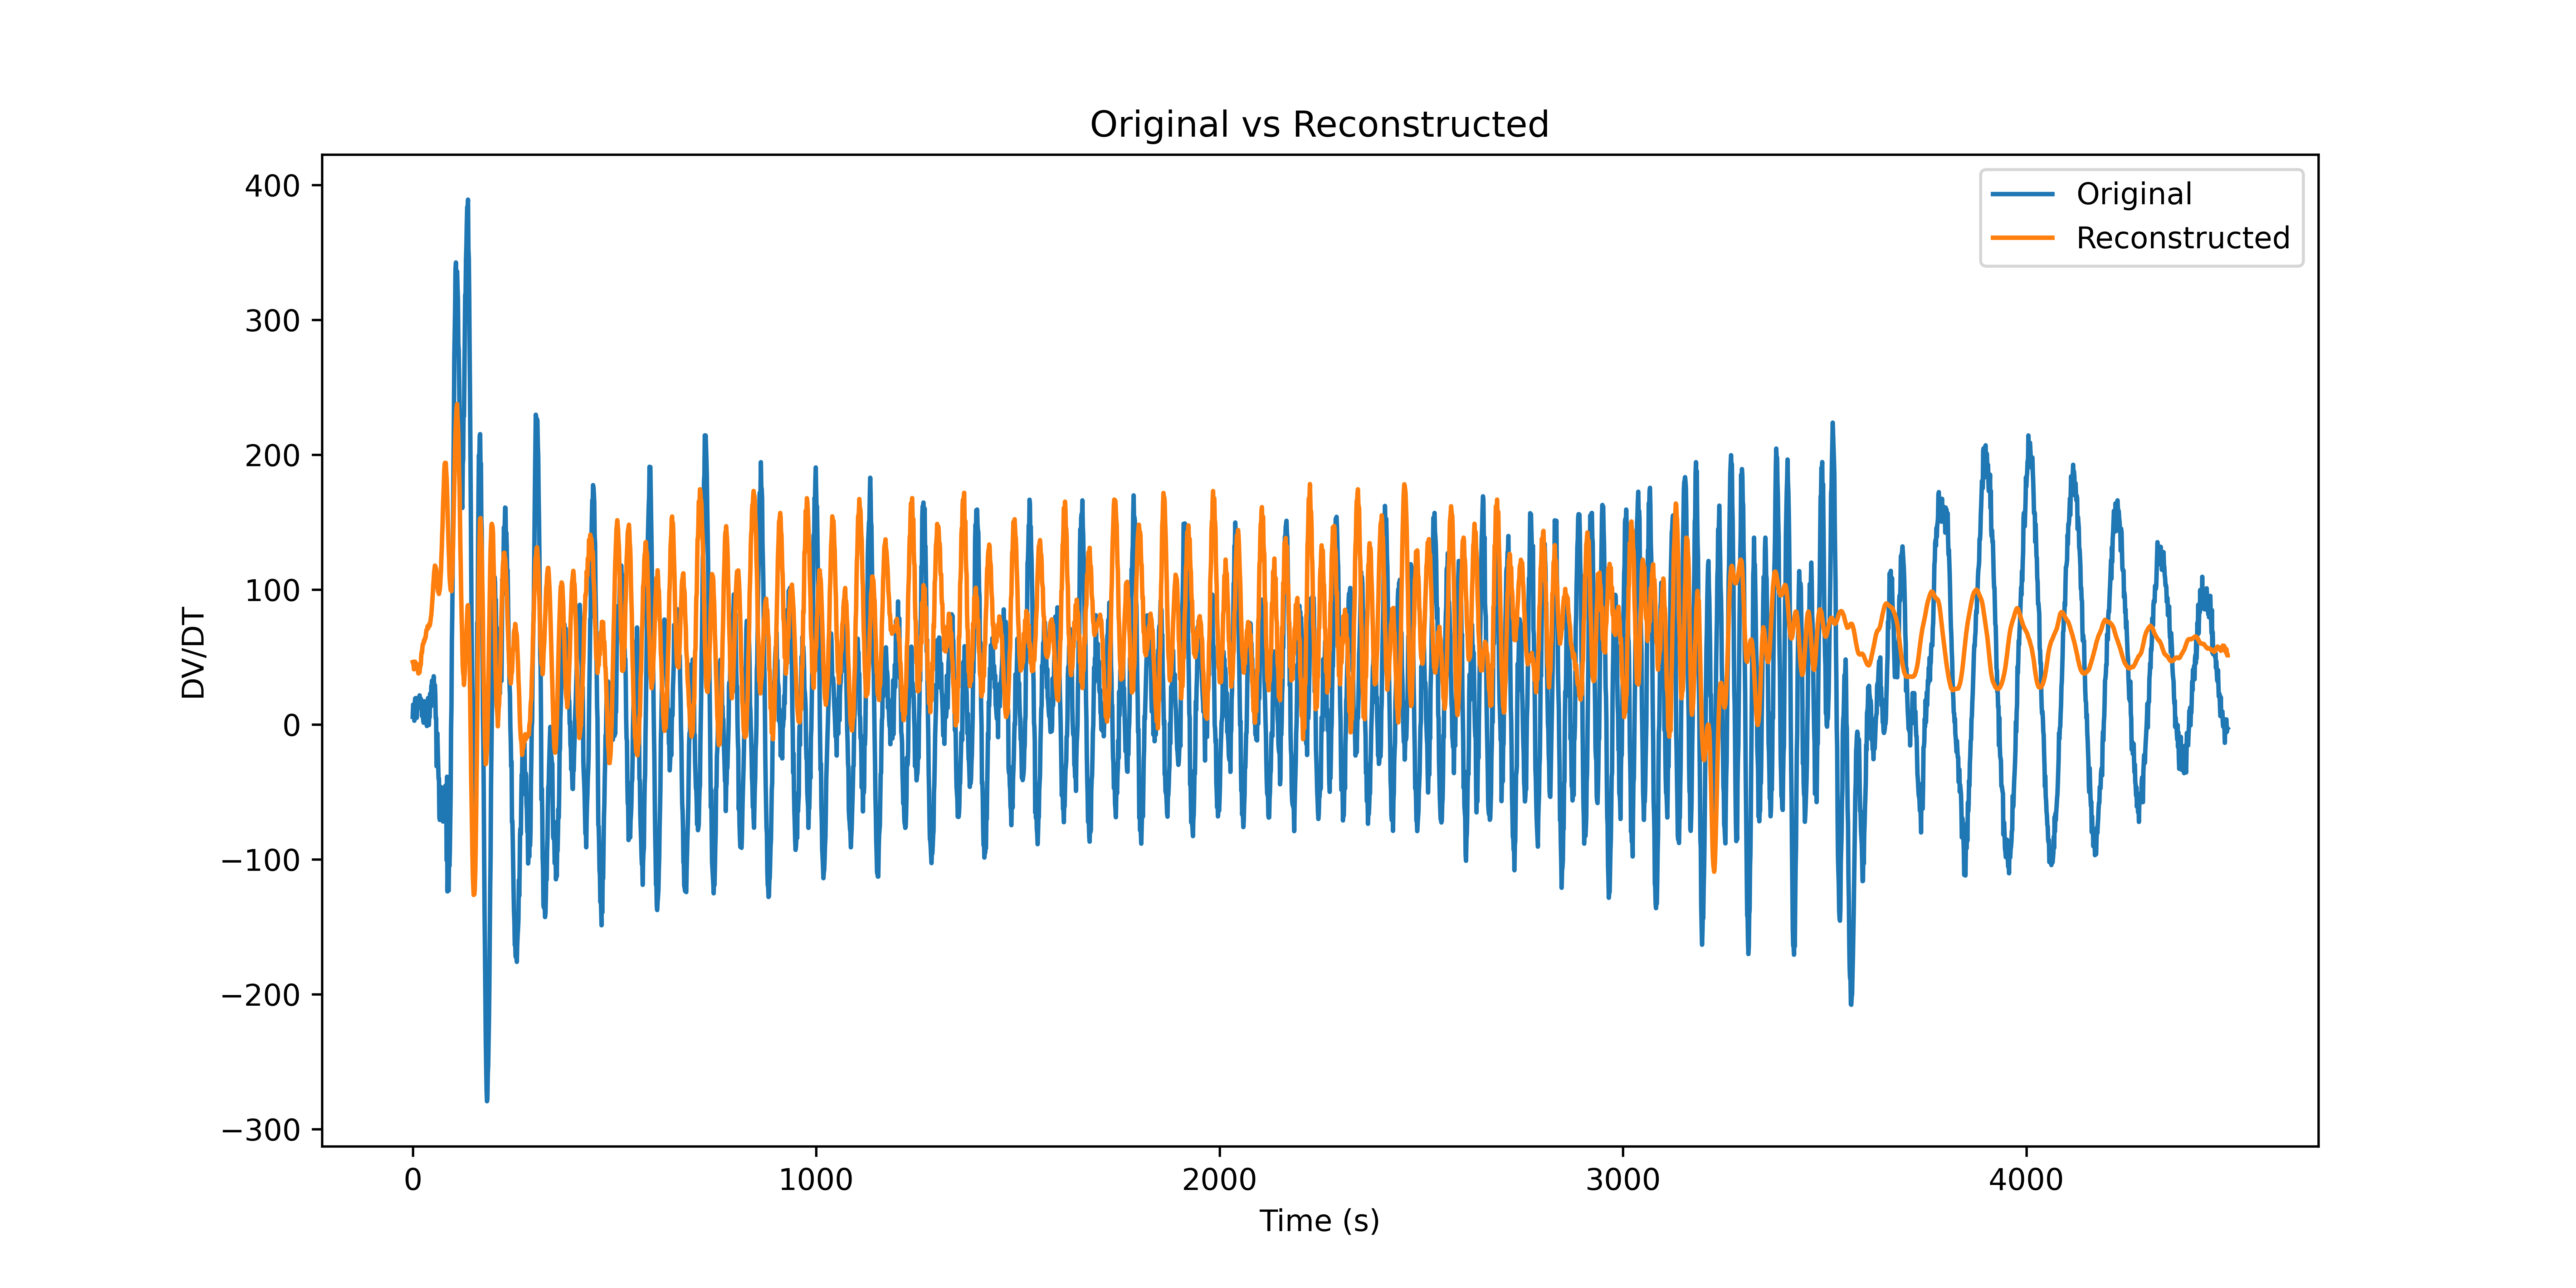 Original vs Reconstructed
Original
Reconstructed
400
300
200
100
0
−100
−200
−300
DV/DT
0
1000
2000
3000
4000
Time (s)